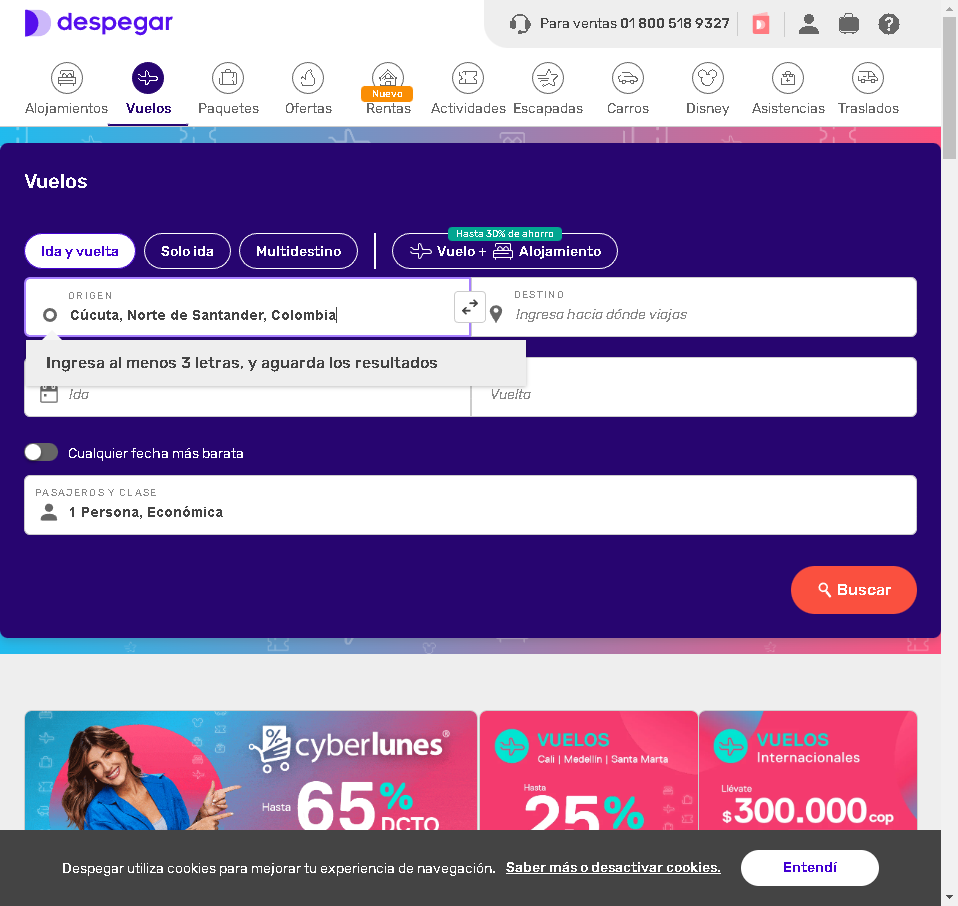 despegar
Para ventas 01 800 518 9327
Alojamientos
Vuelos
Paquetes
Ofertas
Nuevo
Rentas
Actividades
Escapadas
Carros
Disney
Asistencias
Traslados
Vuelos
Hasta 30% de ahorro
Ida y vuelta
Solo ida
Multidestino
Vuelo + Alojamiento
ORIGEN
Cúcuta, Norte de Santander, Colombia
DESTINO
Ingresa hacia dónde viajas
Ingresa al menos 3 letras, y aguarda los resultados
Ida
Vuelta
Cualquier fecha más barata
PASAJEROS Y CLASE
1 Persona, Económica
Buscar
cyberlunes®
Hasta 65% DCTO
VUELOS
Cali | Medellín | Santa Marta
Hasta
25%
VUELOS
Internacionales
Llévate
$300.000 COP
Despegar utiliza cookies para mejorar tu experiencia de navegación. Saber más o desactivar cookies.
Entendí